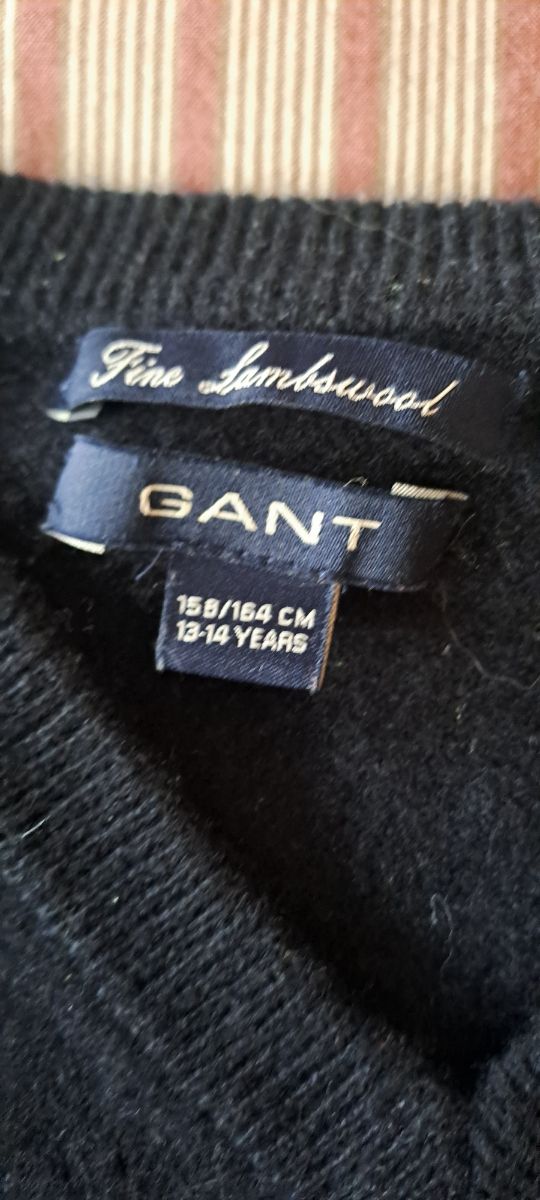 Fine Lambswool
GANT
158/164 CM
13-14 YEARS